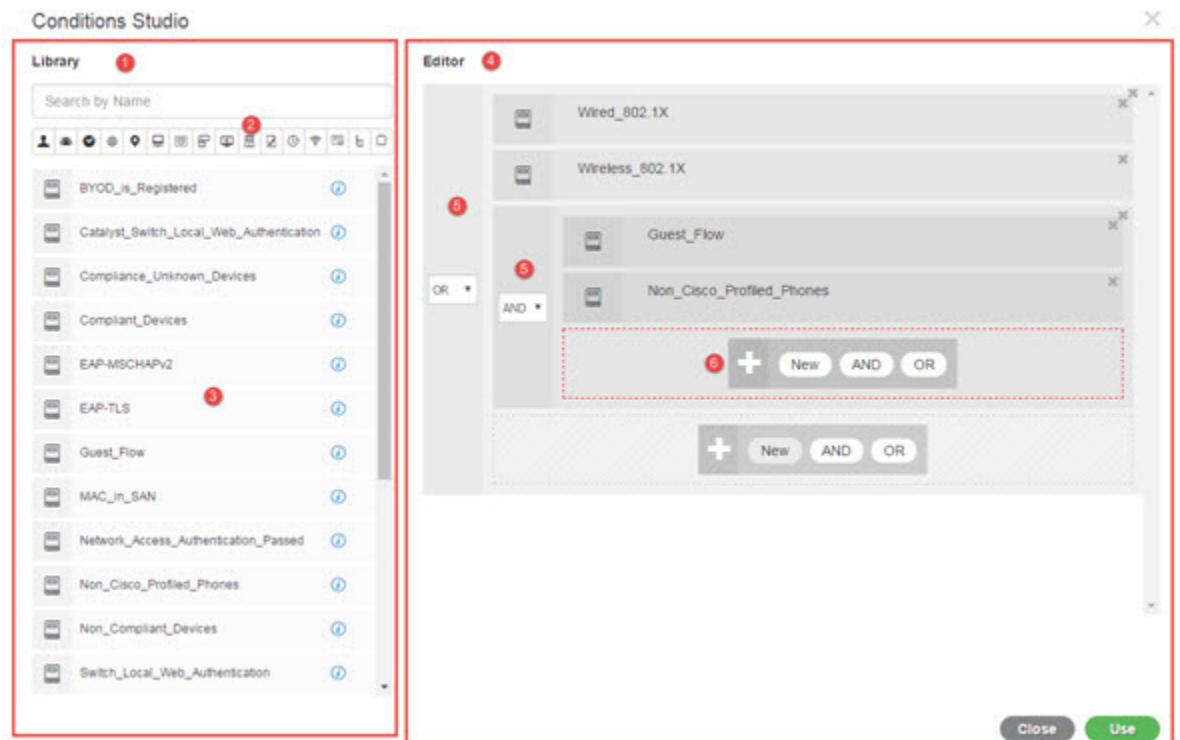 Conditions Studio
Library 1
Search by Name
2
BYOD_is_Registered
Catalyst_Switch_Local_Web_Authentication
Compliance_Unknown_Devices
Compliant_Devices
EAP-MSCHAPv2
3
EAP-TLS
Guest_Flow
MAC_in_SAN
Network_Access_Authentication_Passed
Non_Cisco_Profiled_Phones
Non_Compliant_Devices
Switch_Local_Web_Authentication
Editor 4
Wired_802.1X
Wireless_802.1X
5
OR
Guest_Flow
5
AND
Non_Cisco_Profiled_Phones
6 New AND OR
New AND OR
Close Use